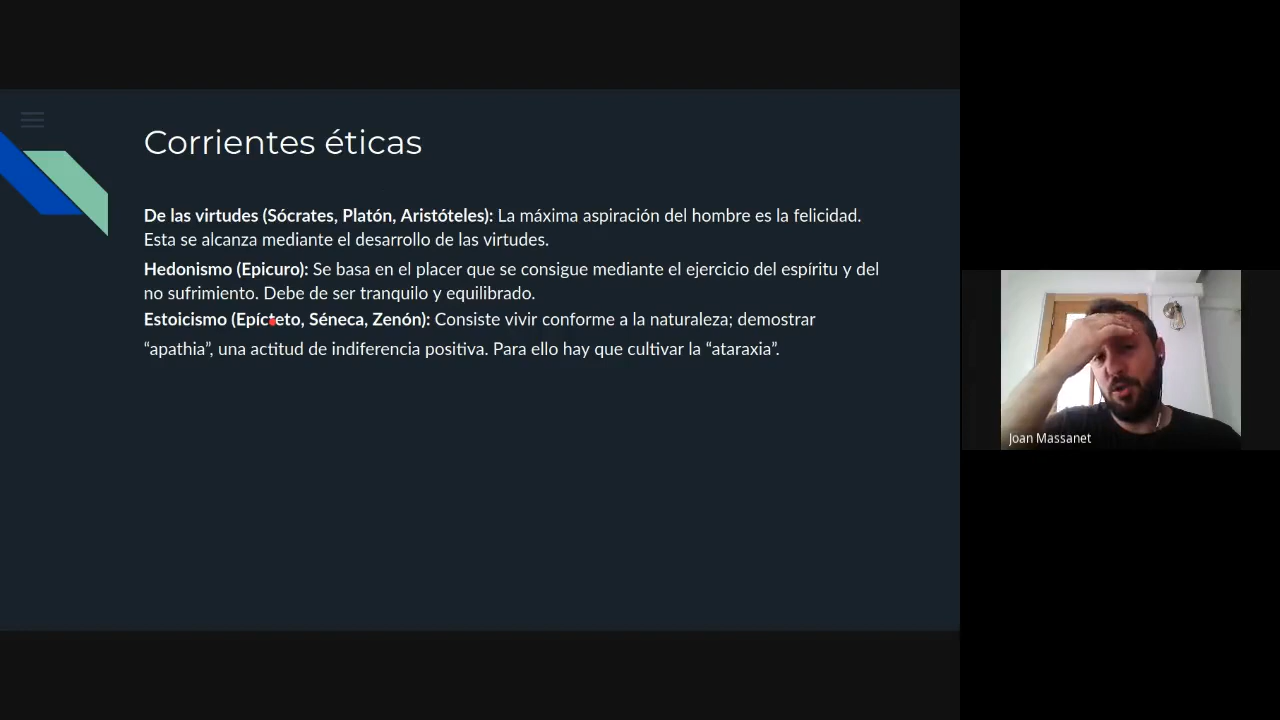 Corrientes éticas
De las virtudes (Sócrates, Platón, Aristóteles): La máxima aspiración del hombre es la felicidad.
Esta se alcanza mediante el desarrollo de las virtudes.
Hedonismo (Epicuro): Se basa en el placer que se consigue mediante el ejercicio del espíritu y del
no sufrimiento. Debe de ser tranquilo y equilibrado.
Estoicismo (Epícteto, Séneca, Zenón): Consiste vivir conforme a la naturaleza; demostrar
“apathia”, una actitud de indiferencia positiva. Para ello hay que cultivar la “ataraxia”.
Joan Massanet